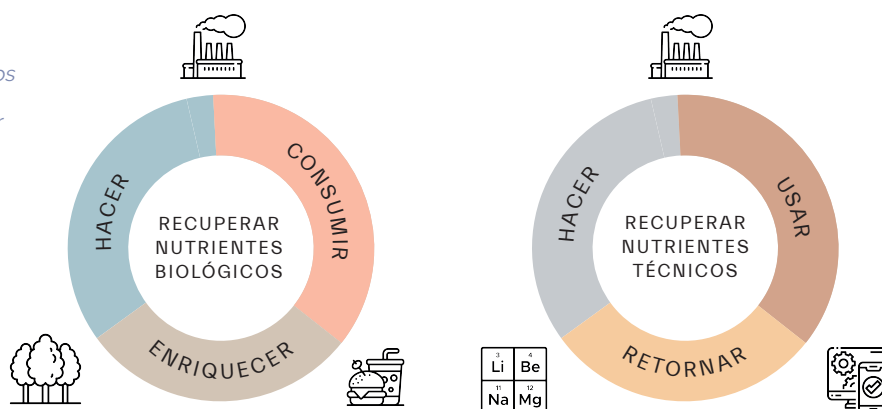 HACER
CONSUMIR
ENRIQUECER
RECUPERAR
NUTRIENTES
BIOLÓGICOS
HACER
USAR
RETORNAR
RECUPERAR
NUTRIENTES
TÉCNICOS
3 4
Li Be
11 12
Na Mg